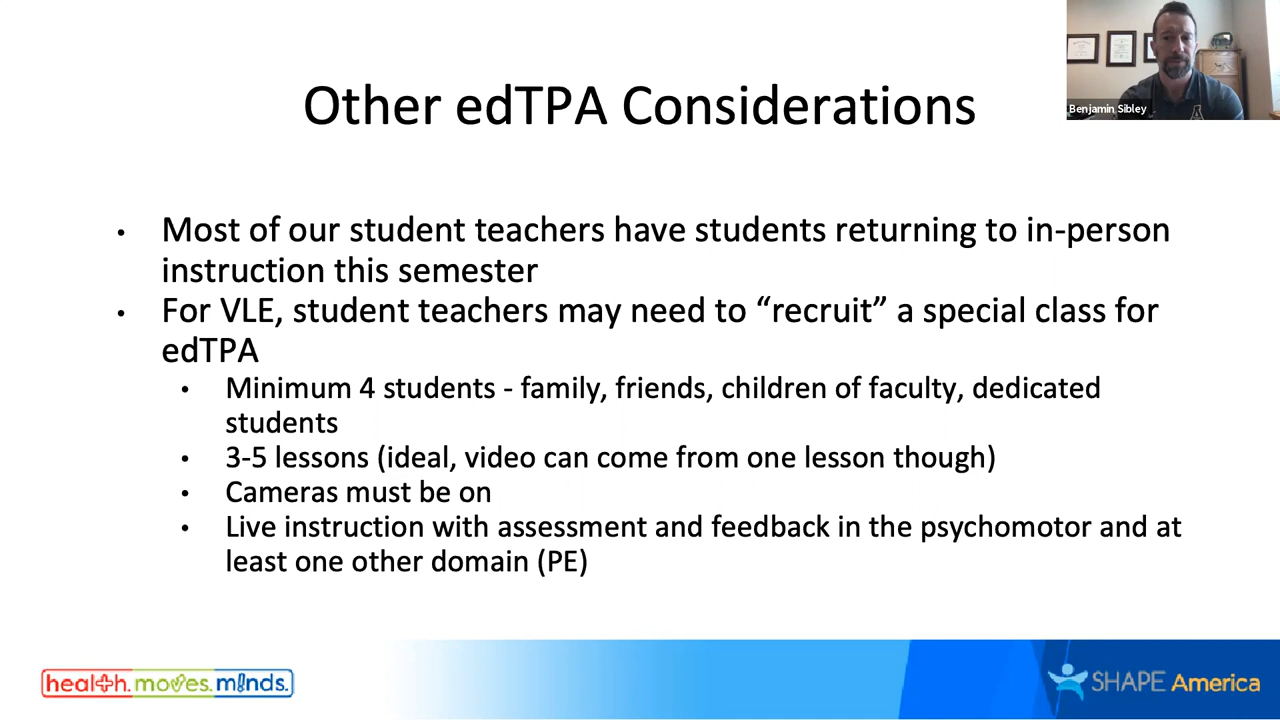 Other edTPA Considerations
Benjamin Sibley
• Most of our student teachers have students returning to in-person
instruction this semester
• For VLE, student teachers may need to “recruit” a special class for
edTPA
• Minimum 4 students - family, friends, children of faculty, dedicated
students
• 3-5 lessons (ideal, video can come from one lesson though)
• Cameras must be on
• Live instruction with assessment and feedback in the psychomotor and at
least one other domain (PE)
health.moves.minds.
SHAPE America